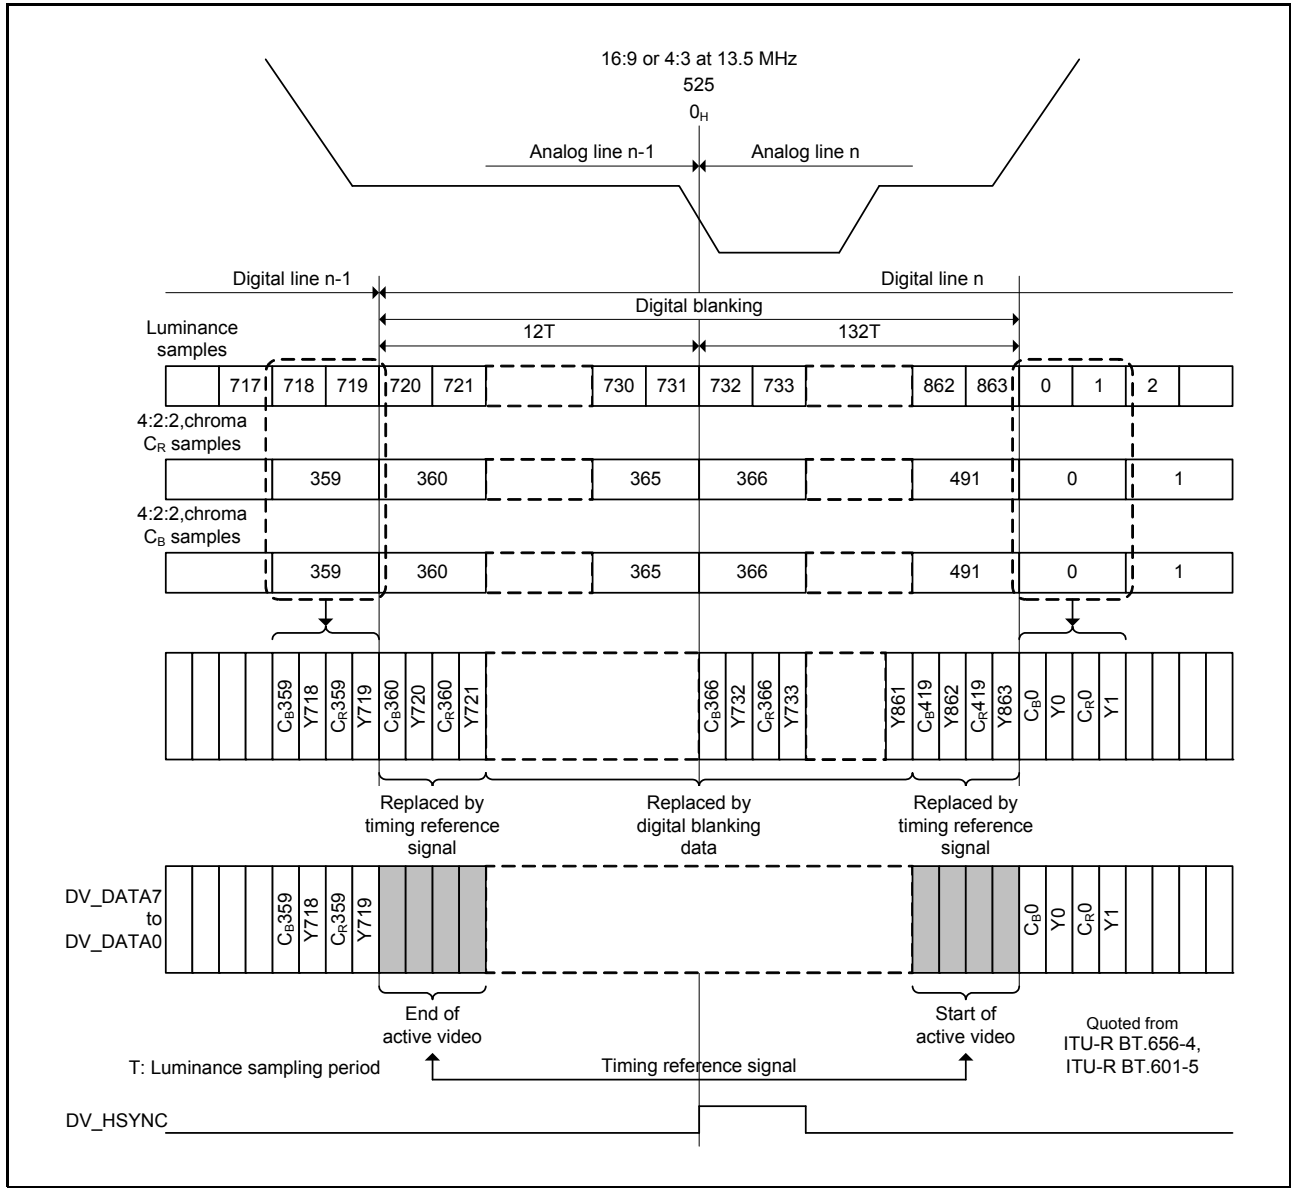 16:9 or 4:3 at 13.5 MHz
525
0H
Analog line n-1
Analog line n
Digital line n-1
Digital line n
Digital blanking
12T
132T
Luminance
samples
717 718 719 720 721 730 731 732 733 862 863 0 1 2
4:2:2,chroma
CR samples
359 360 365 366 491 0 1
4:2:2,chroma
CB samples
359 360 365 366 491 0 1
CB359 Y718 CR359 Y719 CB360 Y720 CR360 Y721 CB366 Y732 CR366 Y733 Y861 CB419 Y862 CR419 Y863 CB0 Y0 CR0 Y1
Replaced by
timing reference
signal
Replaced by
digital blanking
data
Replaced by
timing reference
signal
DV_DATA7
to
DV_DATA0
CB359 Y718 CR359 Y719 CB0 Y0 CR0 Y1
End of
active video
Start of
active video
Quoted from
ITU-R BT.656-4,
ITU-R BT.601-5
T: Luminance sampling period
Timing reference signal
DV_HSYNC